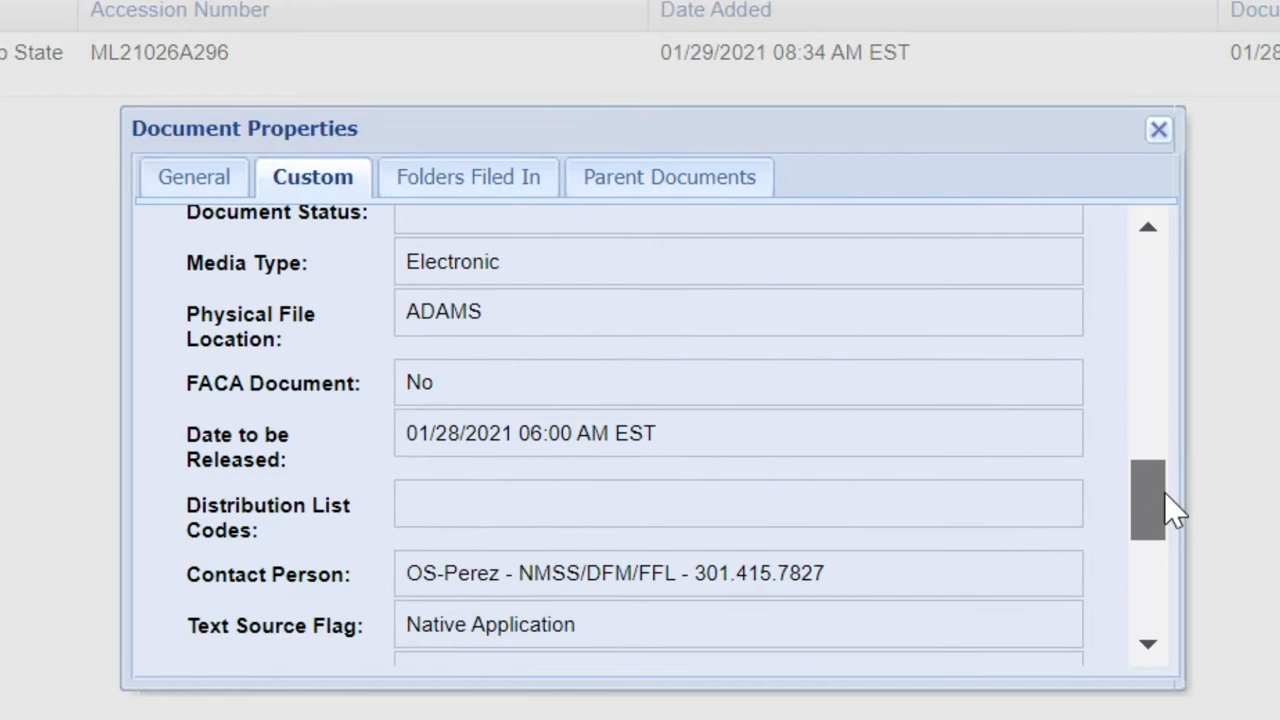 Accession Number Date Added Docu
o State ML21026A296 01/29/2021 08:34 AM EST 01/28
Document Properties
General Custom Folders Filed In Parent Documents
Document Status:
Media Type: Electronic
Physical File
Location: ADAMS
FACA Document: No
Date to be
Released: 01/28/2021 06:00 AM EST
Distribution List
Codes:
Contact Person: OS-Perez - NMSS/DFM/FFL - 301.415.7827
Text Source Flag: Native Application